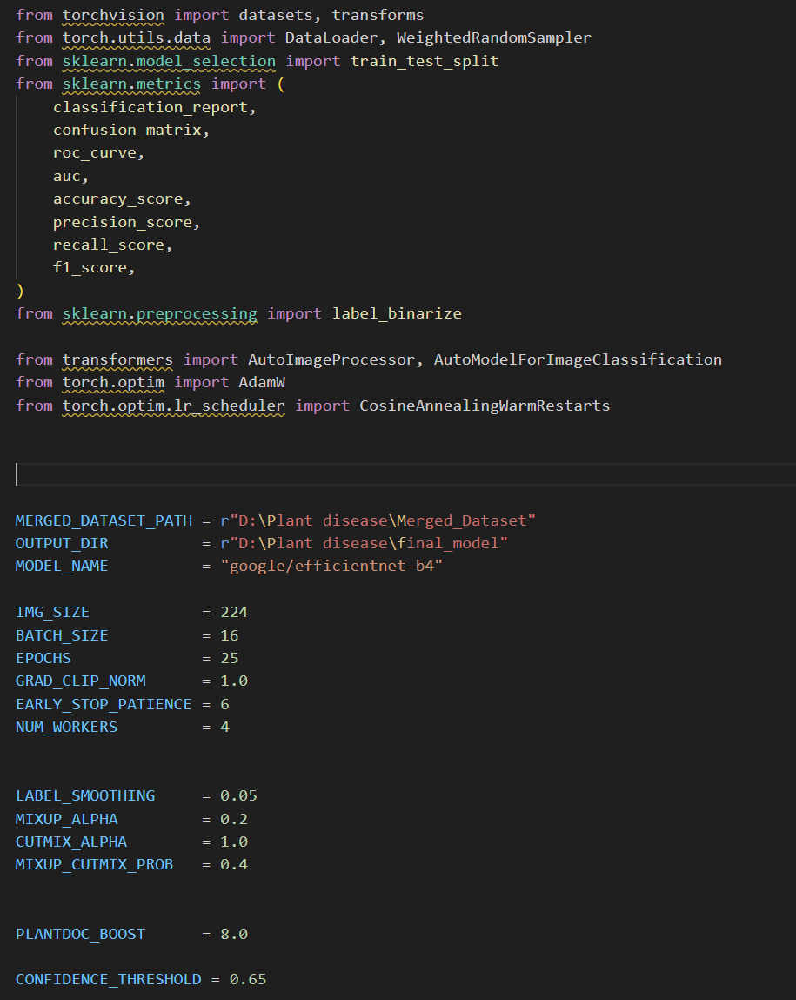 from torchvision import datasets, transforms
from torch.utils.data import DataLoader, WeightedRandomSampler
from sklearn.model_selection import train_test_split
from sklearn.metrics import (
    classification_report,
    confusion_matrix,
    roc_curve,
    auc,
    accuracy_score,
    precision_score,
    recall_score,
    f1_score,
)
from sklearn.preprocessing import label_binarize

from transformers import AutoImageProcessor, AutoModelForImageClassification
from torch.optim import AdamW
from torch.optim.lr_scheduler import CosineAnnealingWarmRestarts

MERGED_DATASET_PATH = r"D:\Plant disease\Merged_Dataset"
OUTPUT_DIR          = r"D:\Plant disease\final_model"
MODEL_NAME          = "google/efficientnet-b4"

IMG_SIZE            = 224
BATCH_SIZE          = 16
EPOCHS              = 25
GRAD_CLIP_NORM      = 1.0
EARLY_STOP_PATIENCE = 6
NUM_WORKERS         = 4

LABEL_SMOOTHING     = 0.05
MIXUP_ALPHA         = 0.2
CUTMIX_ALPHA        = 1.0
MIXUP_CUTMIX_PROB   = 0.4

PLANTDOC_BOOST      = 8.0

CONFIDENCE_THRESHOLD = 0.65